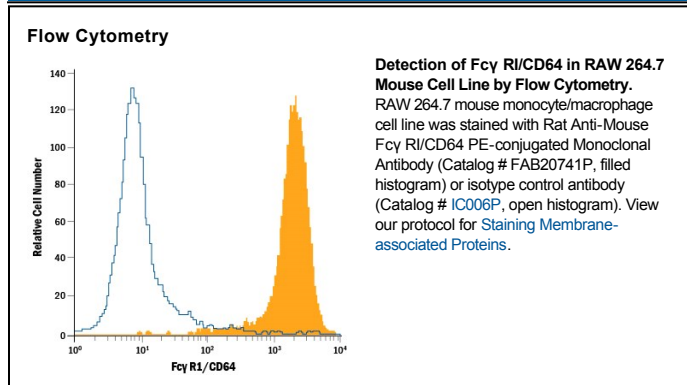 Flow Cytometry
140
120
100
80
60
40
20
0
Relative Cell Number
10⁰ 10¹ 10² 10³ 10⁴
Fcγ R1/CD64
Detection of Fcγ RI/CD64 in RAW 264.7
Mouse Cell Line by Flow Cytometry.
RAW 264.7 mouse monocyte/macrophage
cell line was stained with Rat Anti-Mouse
Fcγ RI/CD64 PE-conjugated Monoclonal
Antibody (Catalog # FAB20741P, filled
histogram) or isotype control antibody
(Catalog # IC006P, open histogram). View
our protocol for Staining Membrane-
associated Proteins.